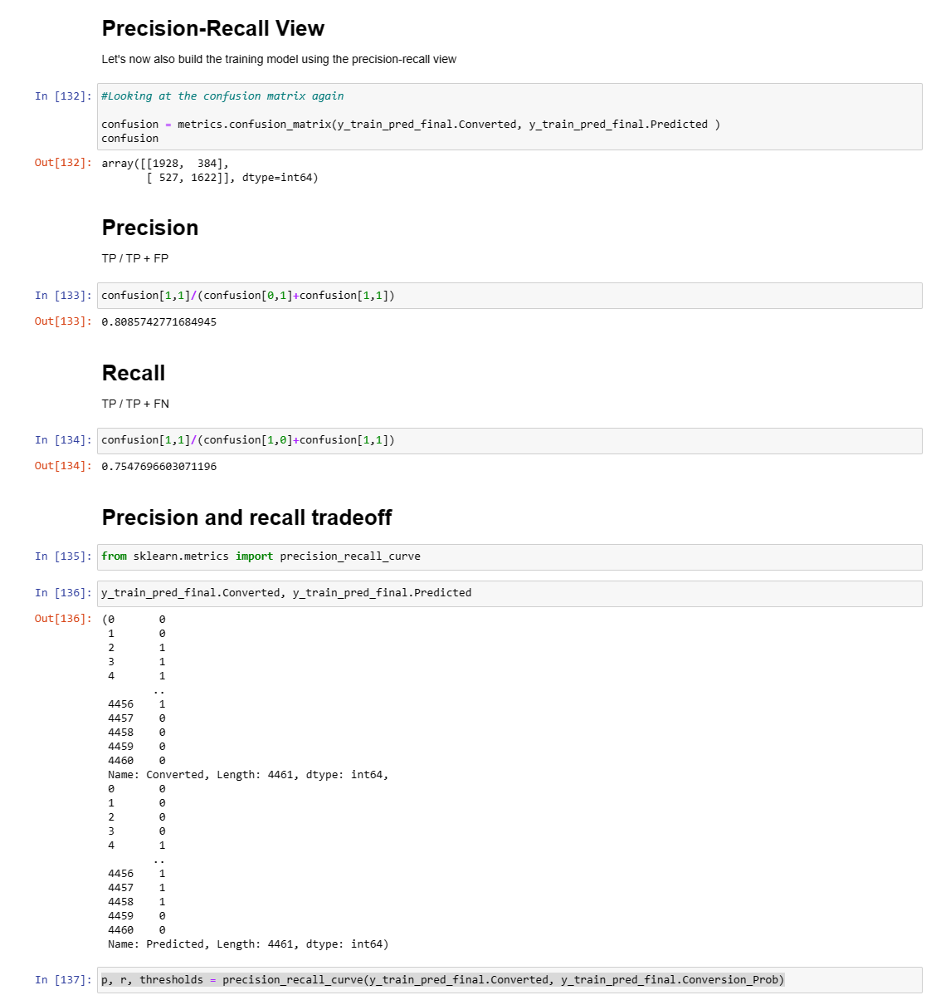 Precision-Recall View
Let's now also build the training model using the precision-recall view
In [132]: #Looking at the confusion matrix again
confusion = metrics.confusion_matrix(y_train_pred_final.Converted, y_train_pred_final.Predicted )
confusion
Out[132]: array([[1928,  384],
       [ 527, 1622]], dtype=int64)
Precision
TP / TP + FP
In [133]: confusion[1,1]/(confusion[0,1]+confusion[1,1])
Out[133]: 0.8085742771684945
Recall
TP / TP + FN
In [134]: confusion[1,1]/(confusion[1,0]+confusion[1,1])
Out[134]: 0.7547696603071196
Precision and recall tradeoff
In [135]: from sklearn.metrics import precision_recall_curve
In [136]: y_train_pred_final.Converted, y_train_pred_final.Predicted
Out[136]: (0       0
 1       0
 2       1
 3       1
 4       1
        ..
 4456    1
 4457    0
 4458    0
 4459    0
 4460    0
 Name: Converted, Length: 4461, dtype: int64,
 0       0
 1       0
 2       0
 3       0
 4       1
        ..
 4456    1
 4457    1
 4458    1
 4459    0
 4460    0
 Name: Predicted, Length: 4461, dtype: int64)
In [137]: p, r, thresholds = precision_recall_curve(y_train_pred_final.Converted, y_train_pred_final.Conversion_Prob)